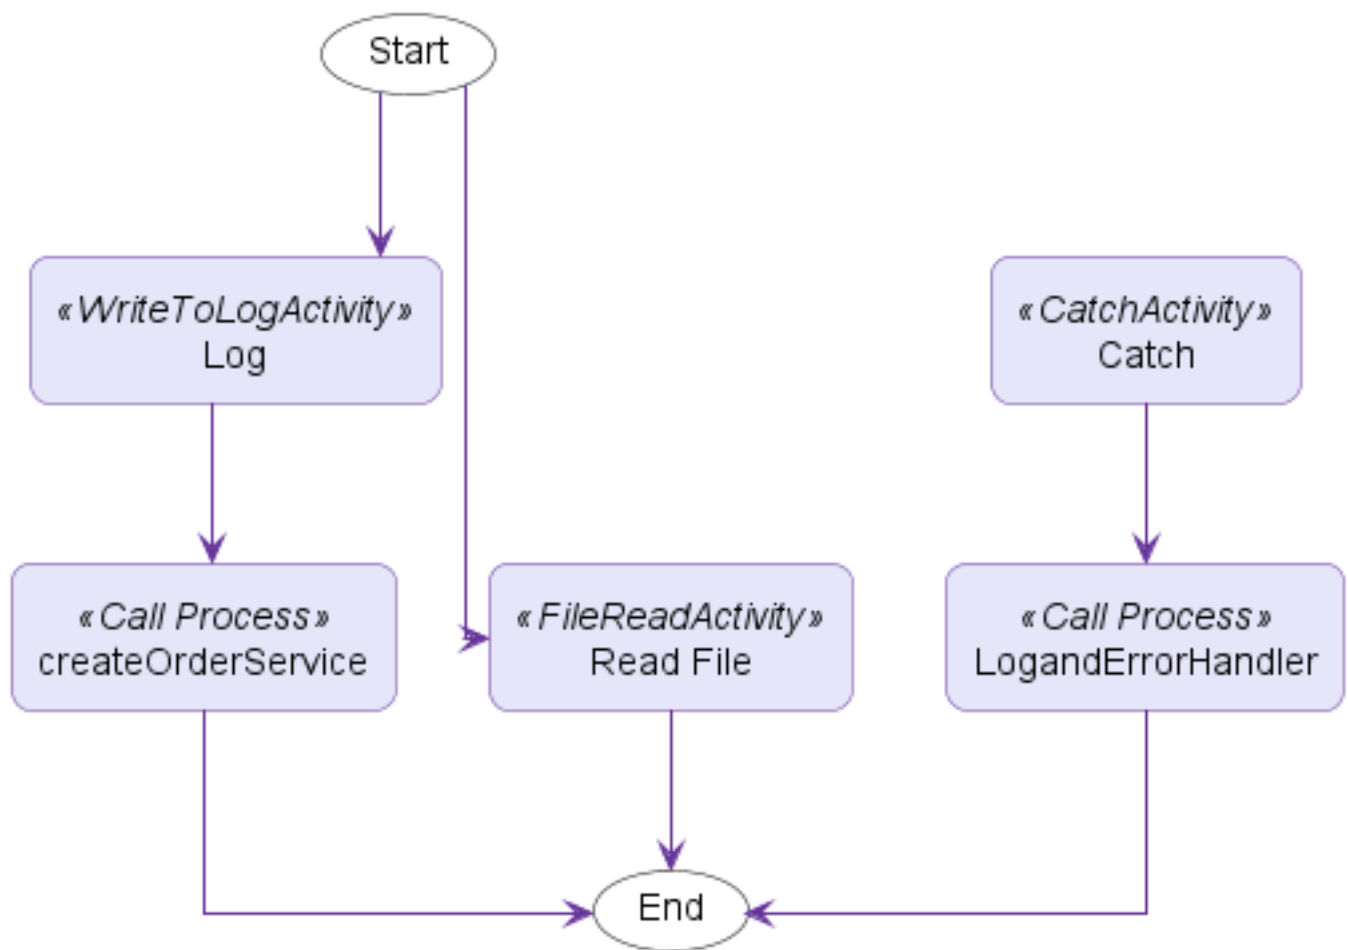 Start
«WriteToLogActivity»
Log
«CatchActivity»
Catch
«Call Process»
createOrderService
«FileReadActivity»
Read File
«Call Process»
LogandErrorHandler
End